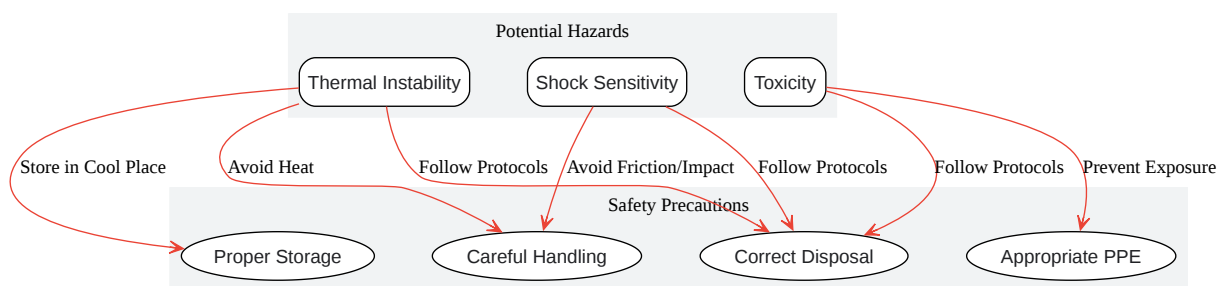 Potential Hazards
Thermal Instability
Shock Sensitivity
Toxicity
Store in Cool Place
Avoid Heat
Follow Protocols
Avoid Friction/Impact
Follow Protocols
Follow Protocols
Prevent Exposure
Safety Precautions
Proper Storage
Careful Handling
Correct Disposal
Appropriate PPE